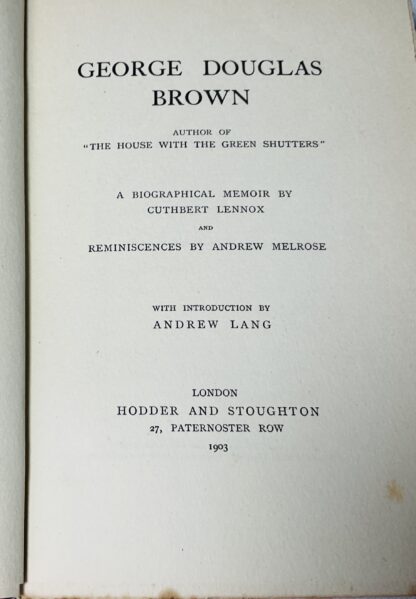 GEORGE DOUGLAS
BROWN
AUTHOR OF
"THE HOUSE WITH THE GREEN SHUTTERS"
A BIOGRAPHICAL MEMOIR BY
CUTHBERT LENNOX
AND
REMINISCENCES BY ANDREW MELROSE
WITH INTRODUCTION BY
ANDREW LANG
LONDON
HODDER AND STOUGHTON
27, PATERNOSTER ROW
1903